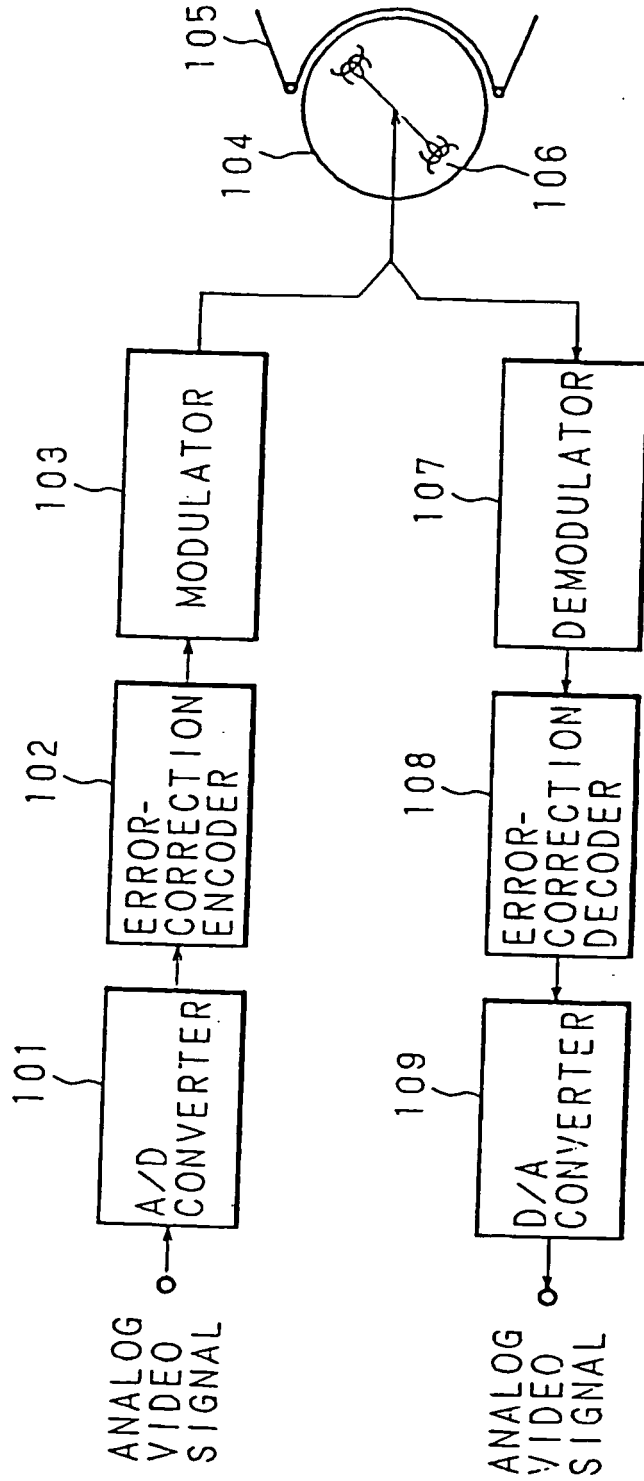 ANALOG
VIDEO
SIGNAL
101
A/D
CONVERTER
102
ERROR-
CORRECTION
ENCODER
103
MODULATOR
104
105
106
107
DEMODULATOR
108
ERROR-
CORRECTION
DECODER
109
D/A
CONVERTER
ANALOG
VIDEO
SIGNAL